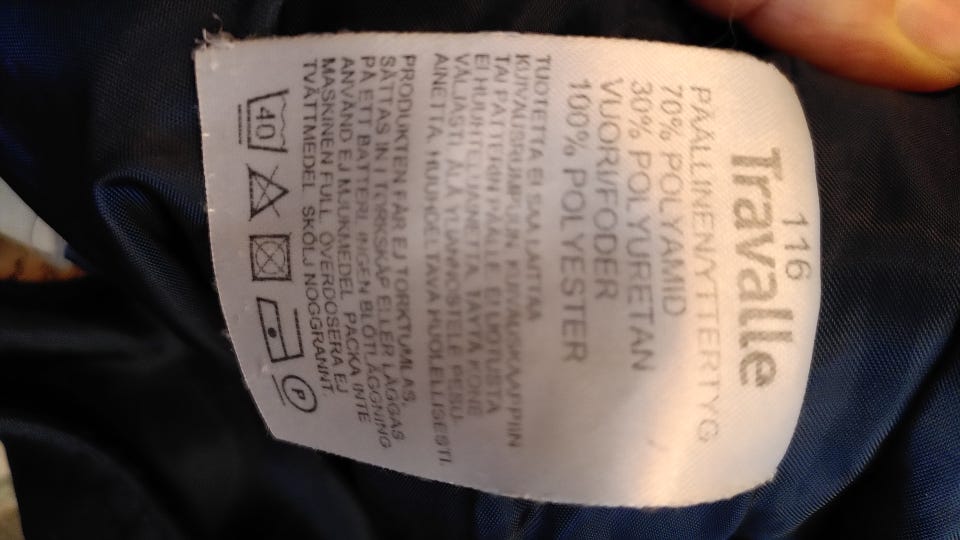 116
Travalle
PÄÄLLINEN/YTTERTYG
70% POLYAMID
30% POLYURETAN
VUORI/FODER
100% POLYESTER
TUOTETTA EI SAA LAITTAA
KUIVAUSRUMPUUN, KUIVAUSKAAPPIIN
TAI PATTERIN PÄÄLLE. EI LIOTUSTA
EI HUUHTELUAINETTA. TÄYTÄ KONE
VÄLJÄSTI. ÄLÄ YLIANNOSTELE PESU-
AINETTA. HUUHDELTAVA HUOLELLISESTI.
PRODUKTEN FÅR EJ TORKTUMLAS,
SÄTTAS IN I TORKSKÅP ELLER LÄGGAS
PÅ ETT BATTERI. INGEN BLÖTLÄGGNING
ANVÄND EJ MJUKMEDEL. PACKA INTE
MASKINEN FULL. ÖVERDOSERA EJ
TVÄTTMEDEL. SKÖLJ NOGGRANNT.
40 P